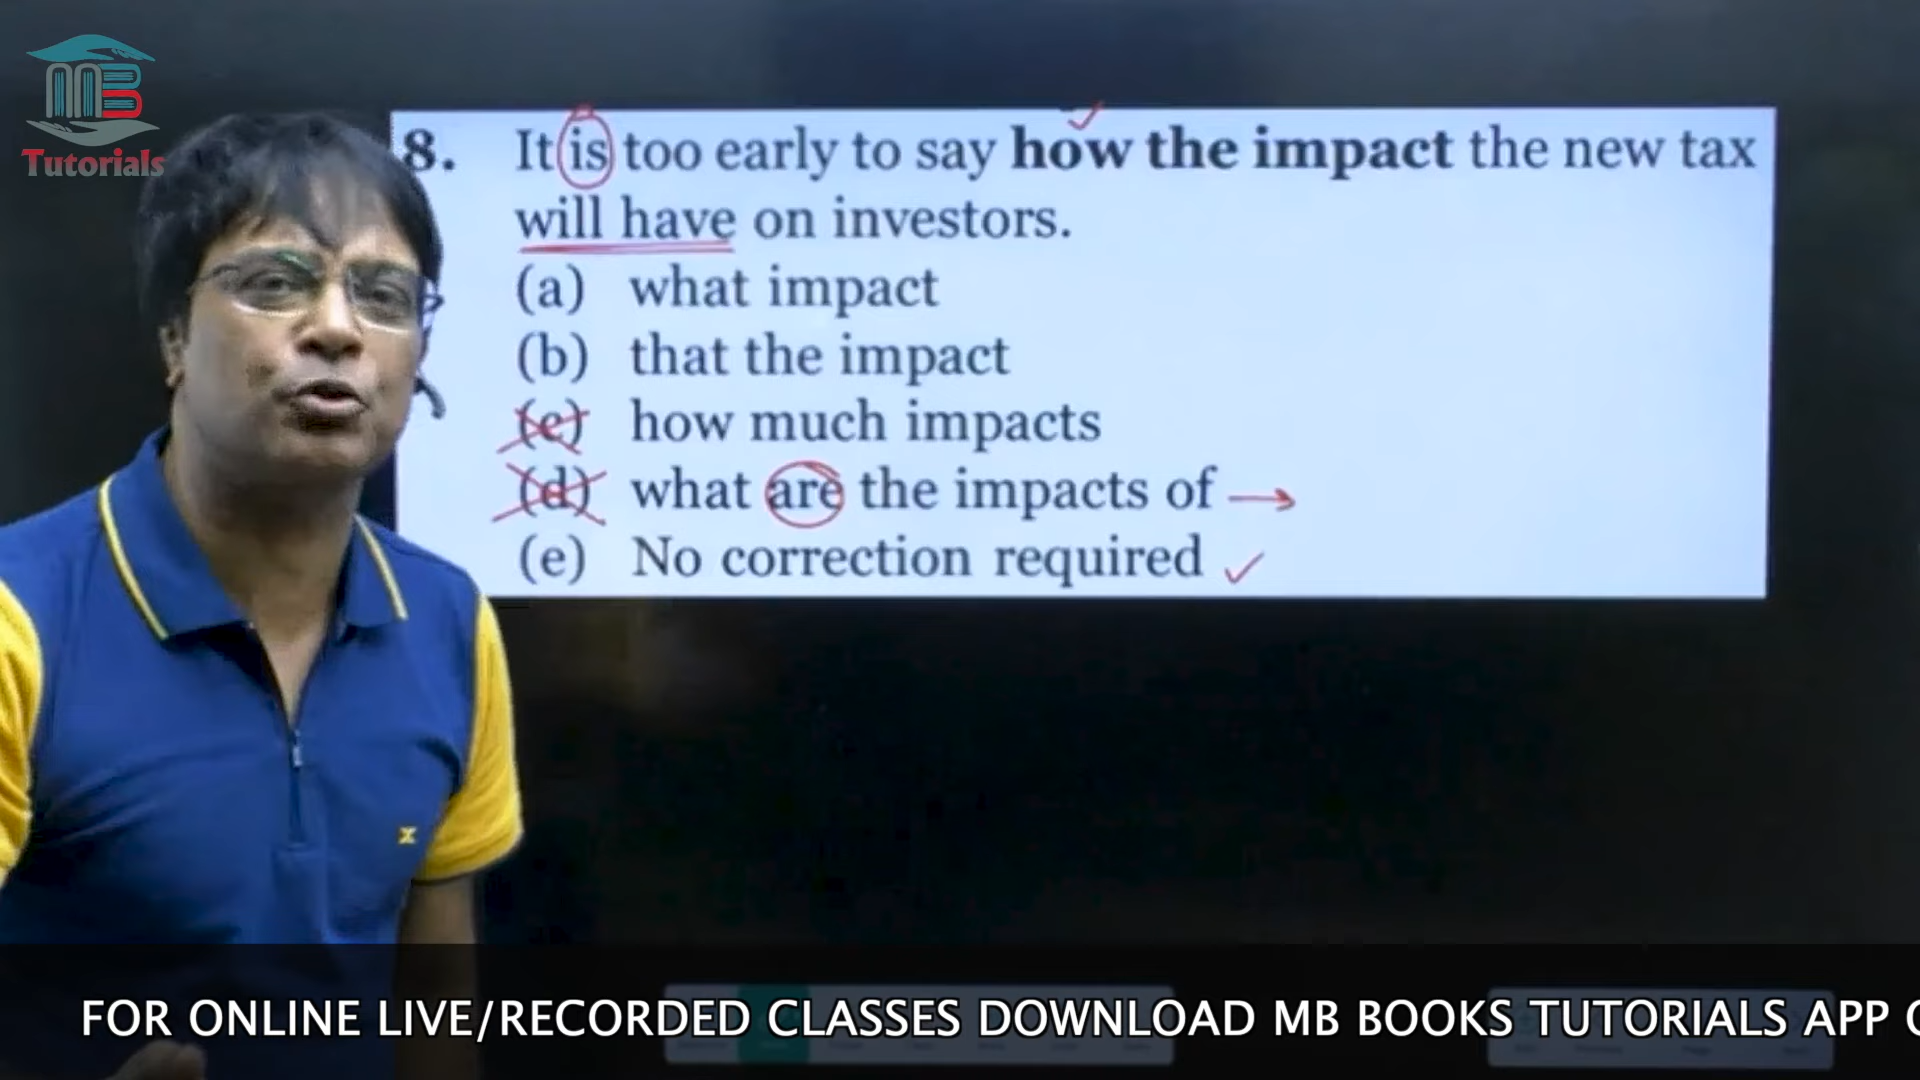 MB
Tutorials
8. It is too early to say how the impact the new tax
will have on investors.
(a) what impact
(b) that the impact
(c) how much impacts
(d) what are the impacts of
(e) No correction required
FOR ONLINE LIVE/RECORDED CLASSES DOWNLOAD MB BOOKS TUTORIALS APP